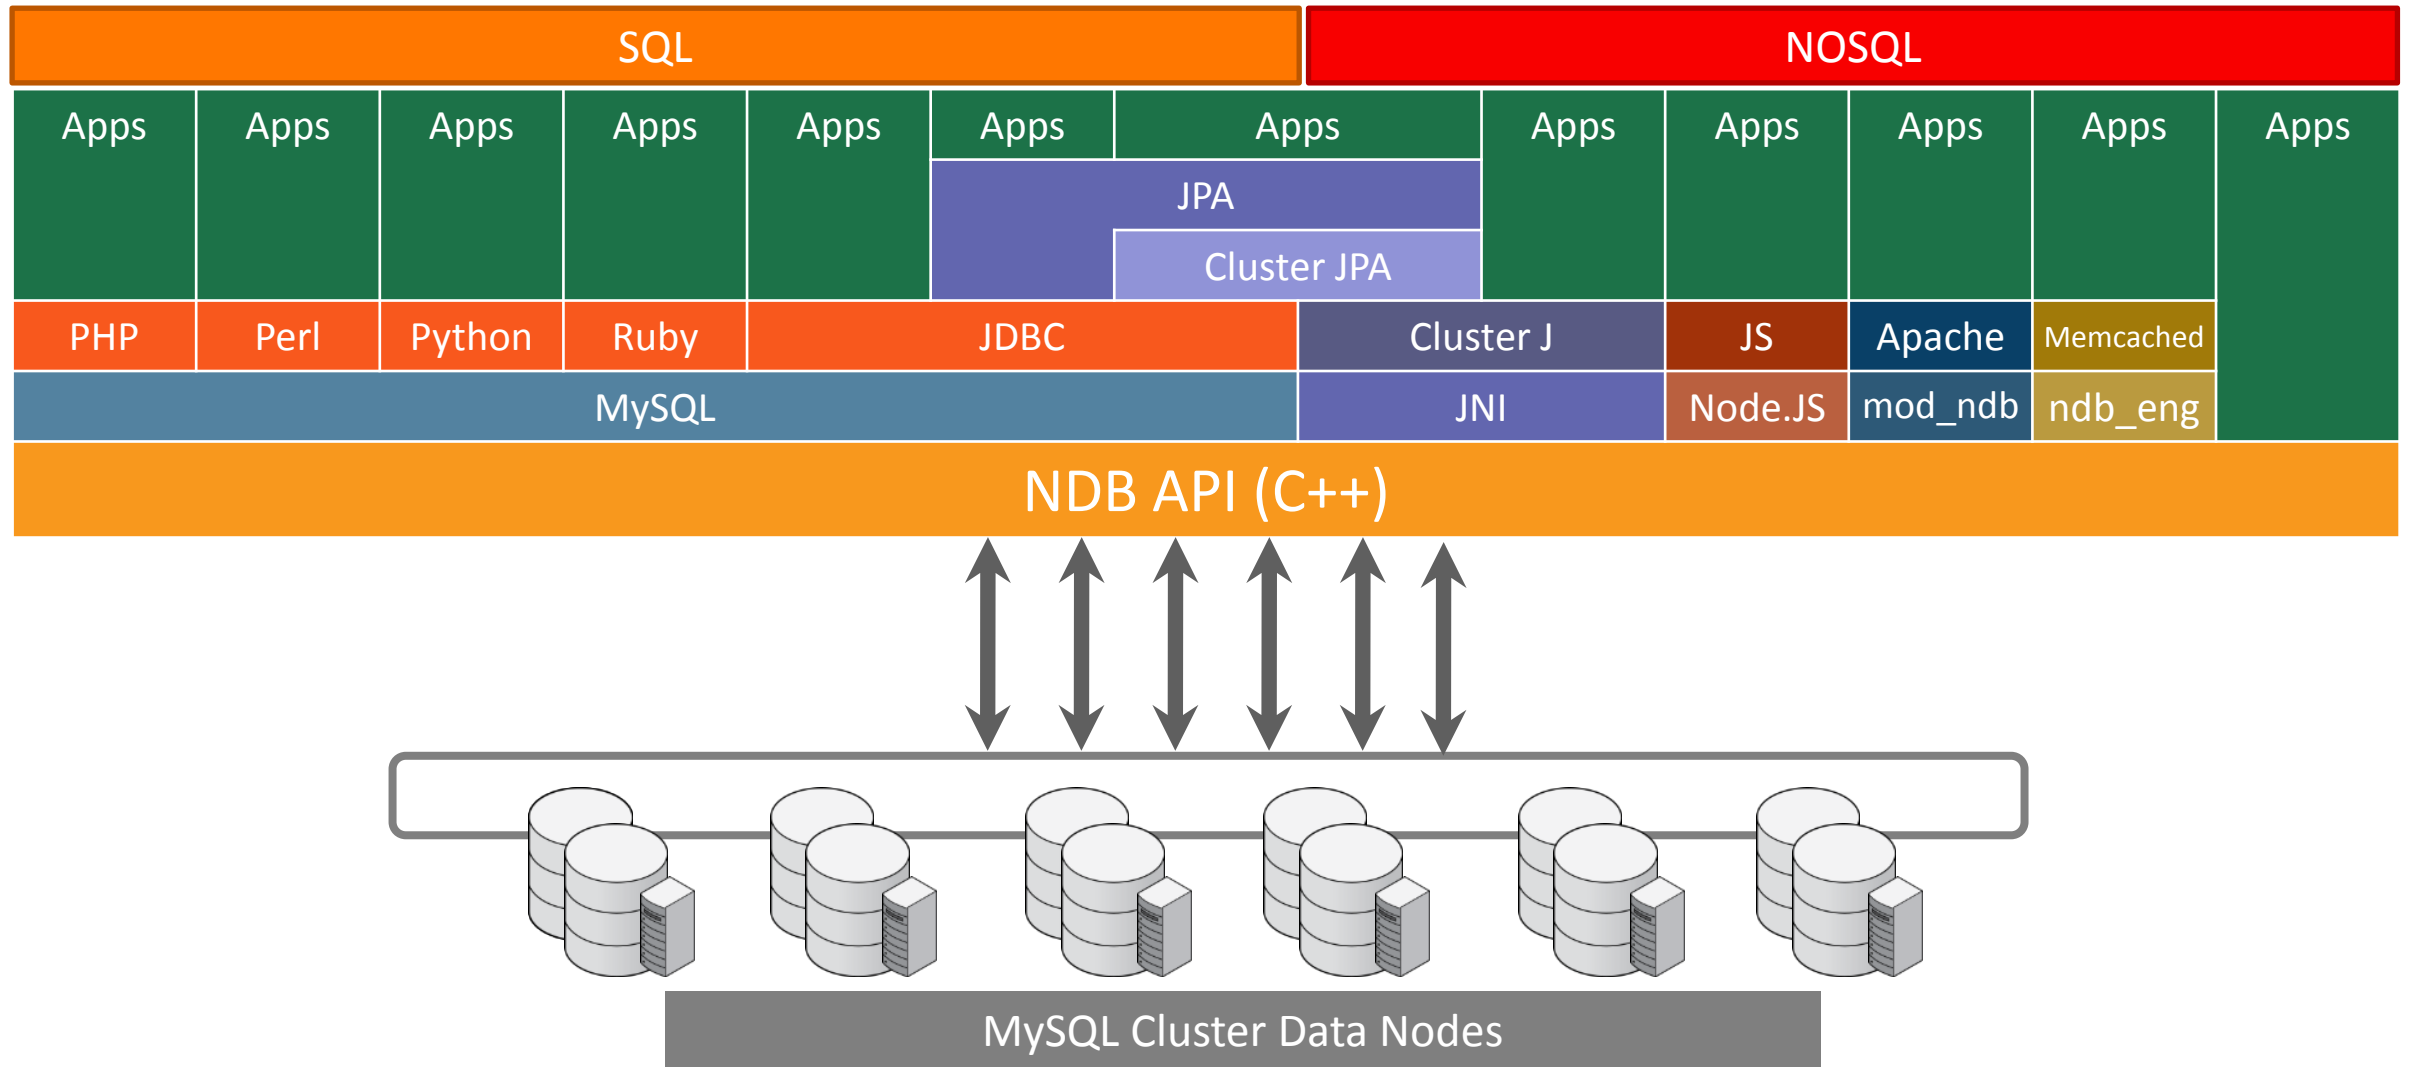 SQL NOSQL
Apps Apps Apps Apps Apps Apps Apps Apps Apps Apps Apps Apps
JPA
Cluster JPA
PHP Perl Python Ruby JDBC Cluster J JS Apache Memcached
MySQL JNI Node.JS mod_ndb ndb_eng
NDB API (C++)
MySQL Cluster Data Nodes